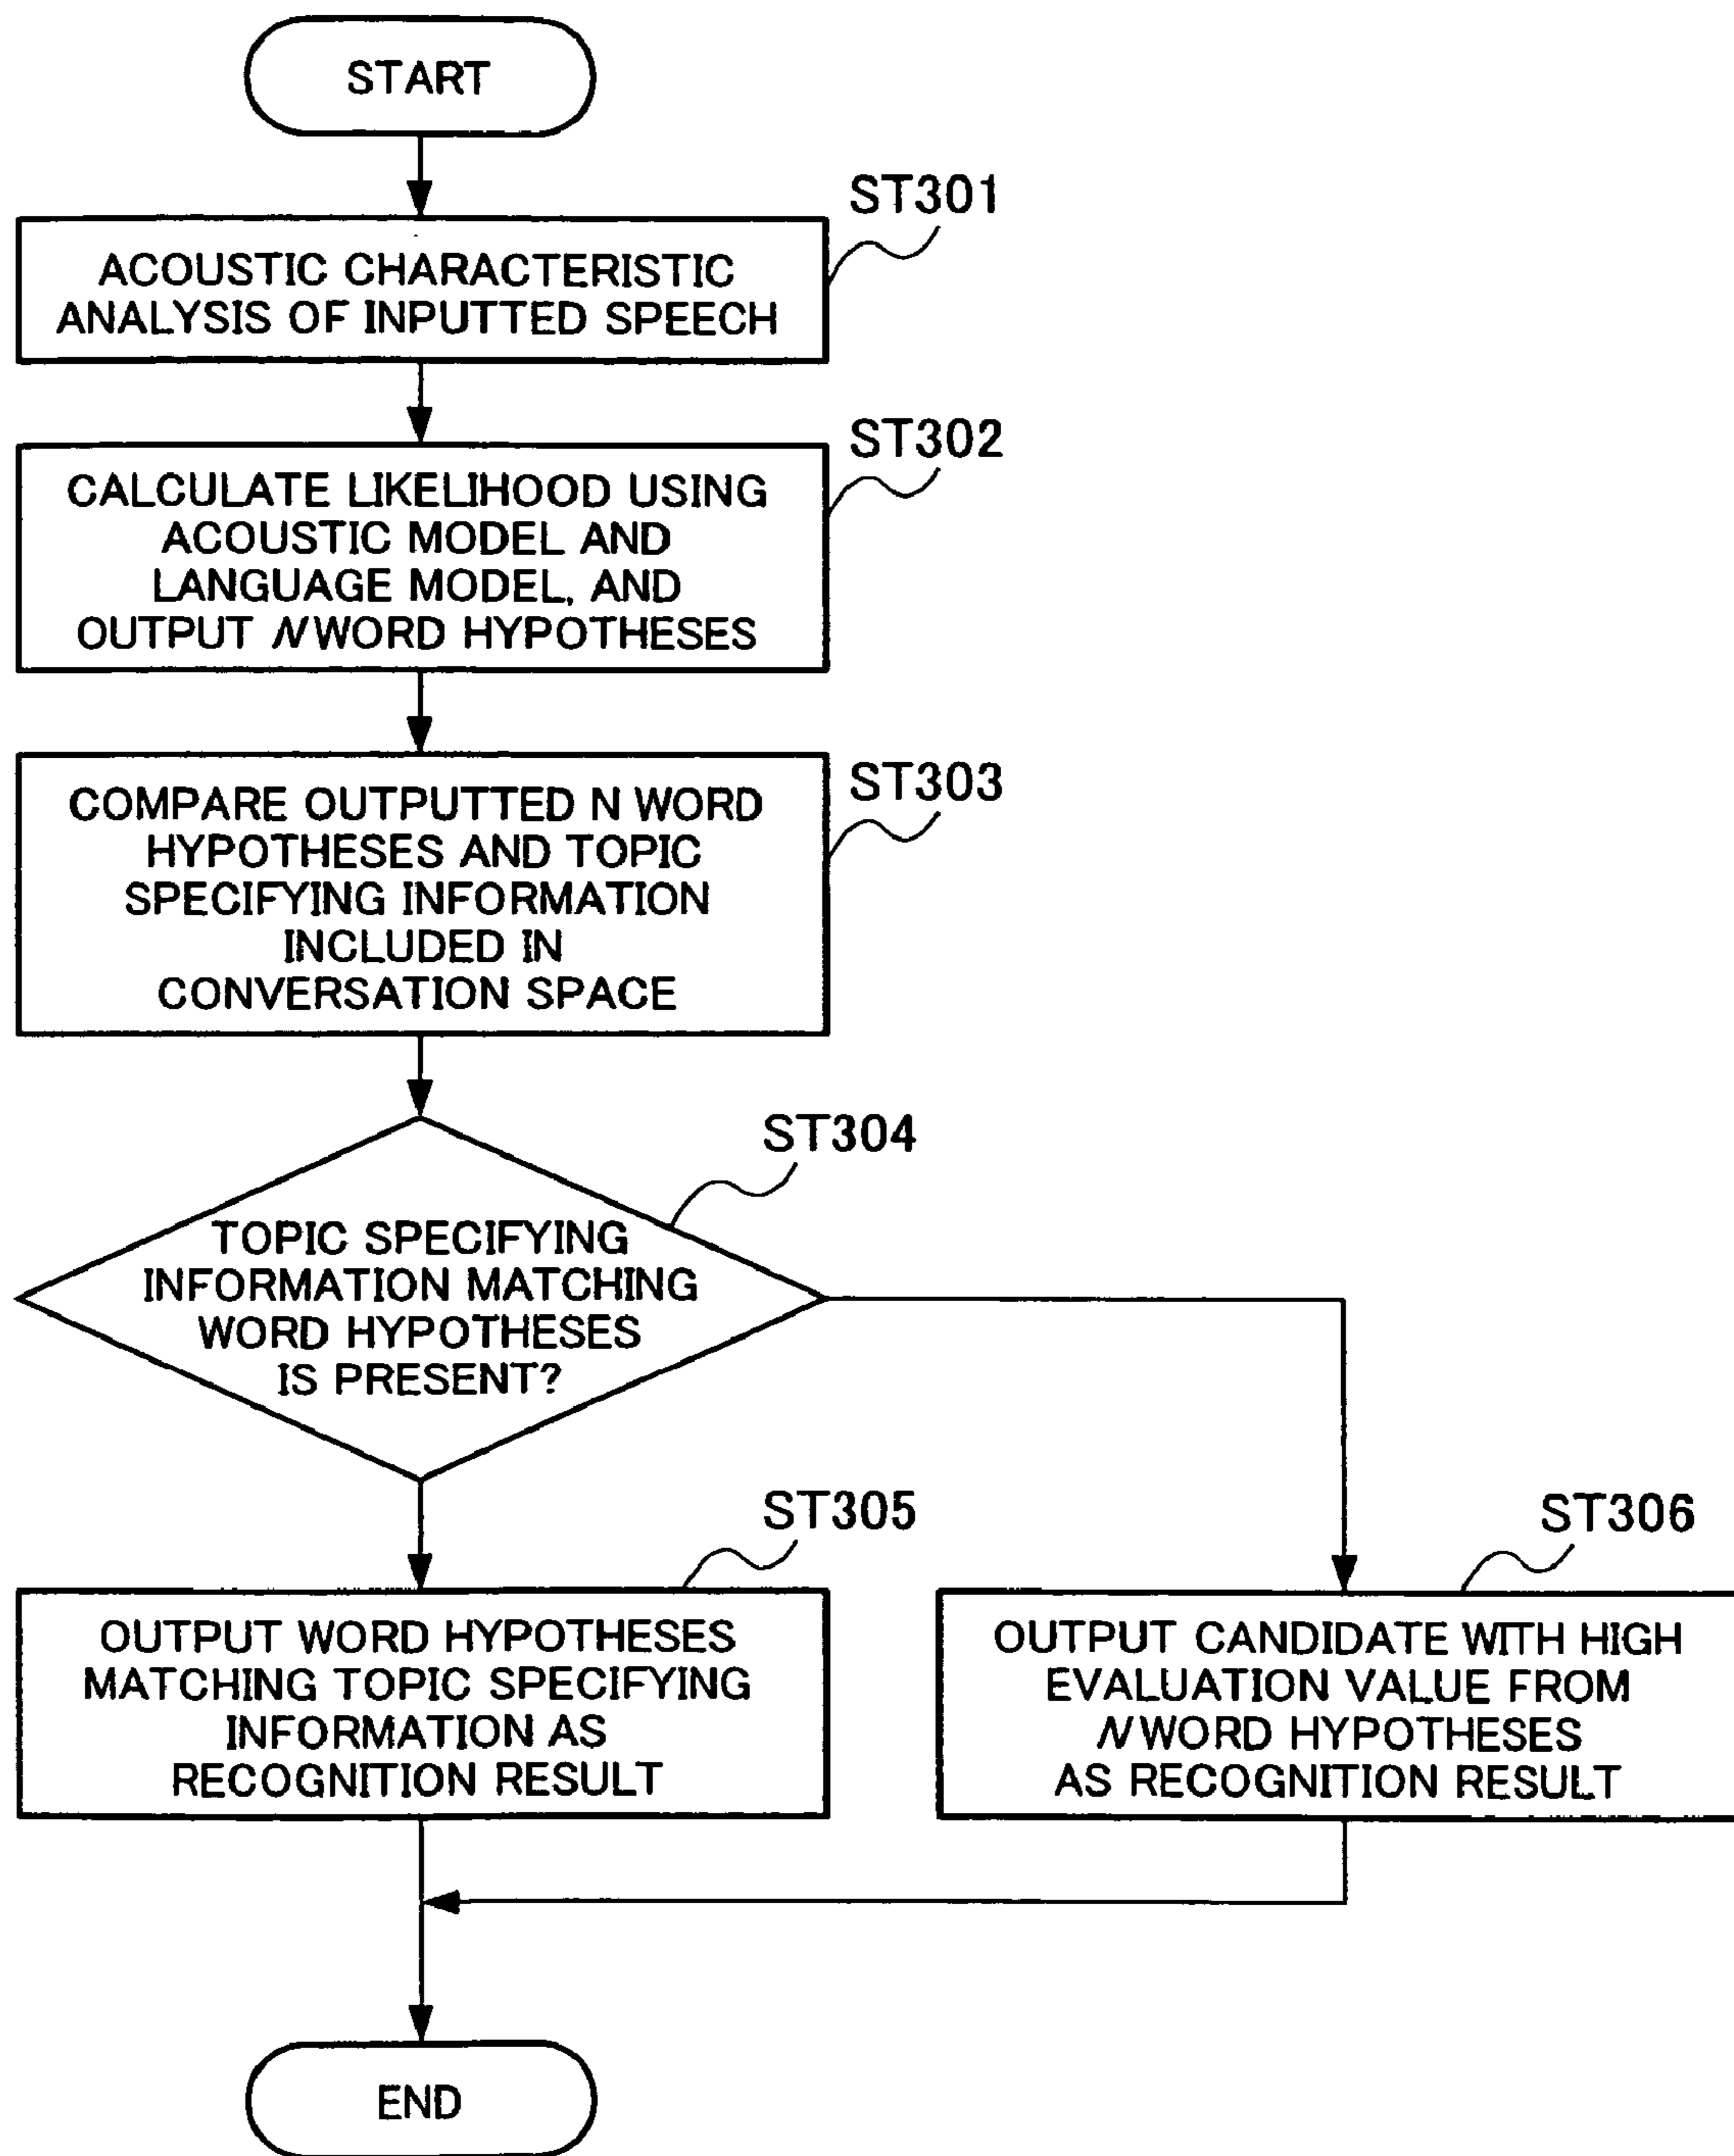 START
ST301
ACOUSTIC CHARACTERISTIC
ANALYSIS OF INPUTTED SPEECH
ST302
CALCULATE LIKELIHOOD USING
ACOUSTIC MODEL AND
LANGUAGE MODEL, AND
OUTPUT N WORD HYPOTHESES
ST303
COMPARE OUTPUTTED N WORD
HYPOTHESES AND TOPIC
SPECIFYING INFORMATION
INCLUDED IN
CONVERSATION SPACE
ST304
TOPIC SPECIFYING
INFORMATION MATCHING
WORD HYPOTHESES
IS PRESENT?
ST305
OUTPUT WORD HYPOTHESES
MATCHING TOPIC SPECIFYING
INFORMATION AS
RECOGNITION RESULT
ST306
OUTPUT CANDIDATE WITH HIGH
EVALUATION VALUE FROM
N WORD HYPOTHESES
AS RECOGNITION RESULT
END